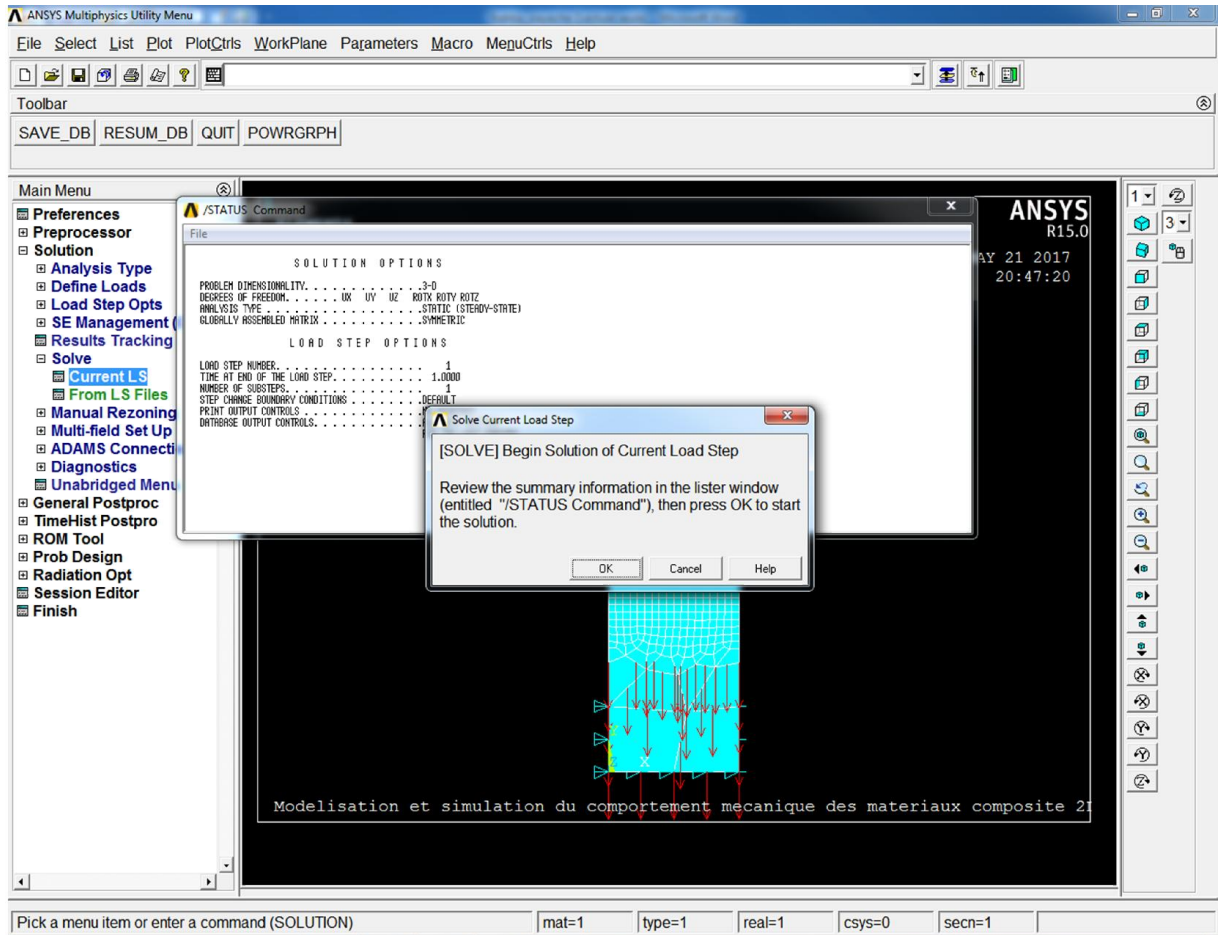 ANSYS Multiphysics Utility Menu
File Select List Plot PlotCtrls WorkPlane Parameters Macro MenuCtrls Help
Toolbar
SAVE_DB RESUM_DB QUIT POWRGRPH
Main Menu
Preferences
Preprocessor
Solution
Analysis Type
Define Loads
Load Step Opts
SE Management (
Results Tracking
Solve
Current LS
From LS Files
Manual Rezoning
Multi-field Set Up
ADAMS Connecti
Diagnostics
Unabridged Menu
General Postproc
TimeHist Postpro
ROM Tool
Prob Design
Radiation Opt
Session Editor
Finish
/STATUS Command
File
SOLUTION OPTIONS
PROBLEM DIMENSIONALITY. . . . . . . . . . . . .3-D
DEGREES OF FREEDOM. . . . . . UX UY UZ ROTX ROTY ROTZ
ANALYSIS TYPE . . . . . . . . . . . . . . . . .STATIC (STEADY-STATE)
GLOBALLY ASSEMBLED MATRIX . . . . . . . . . . .SYMMETRIC
LOAD STEP OPTIONS
LOAD STEP NUMBER. . . . . . . . . . . . . . . . 1
TIME AT END OF THE LOAD STEP. . . . . . . . . . 1.0000
NUMBER OF SUBSTEPS. . . . . . . . . . . . . . . 1
STEP CHANGE BOUNDARY CONDITIONS . . . . . . . .DEFAULT
PRINT OUTPUT CONTROLS . . . . . . . . . . . . .
DATABASE OUTPUT CONTROLS. . . . . . . . . . . .
Solve Current Load Step
[SOLVE] Begin Solution of Current Load Step
Review the summary information in the lister window
(entitled "/STATUS Command"), then press OK to start
the solution.
OK Cancel Help
ANSYS
R15.0
AY 21 2017
20:47:20
1
3
Z X
Modelisation et simulation du comportement mecanique des materiaux composite
Pick a menu item or enter a command (SOLUTION) mat=1 type=1 real=1 csys=0 secn=1